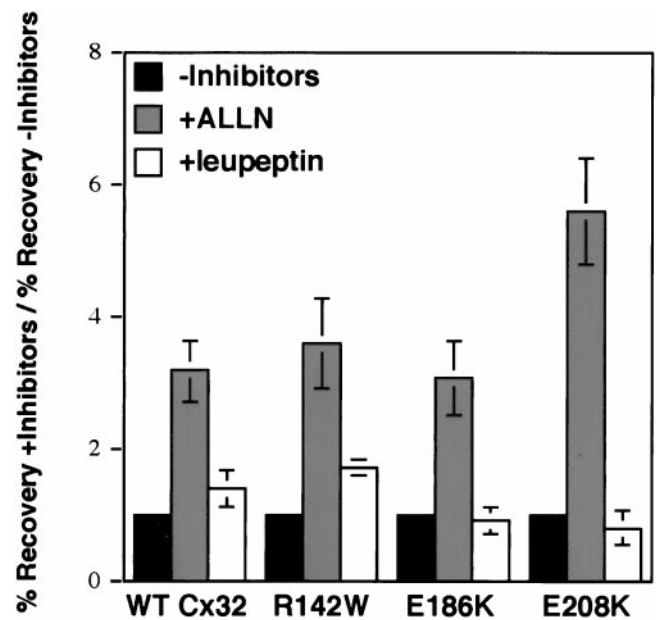 % Recovery +Inhibitors / % Recovery -Inhibitors
8
6
4
2
0
-Inhibitors
+ALLN
+leupeptin
WT Cx32 R142W E186K E208K